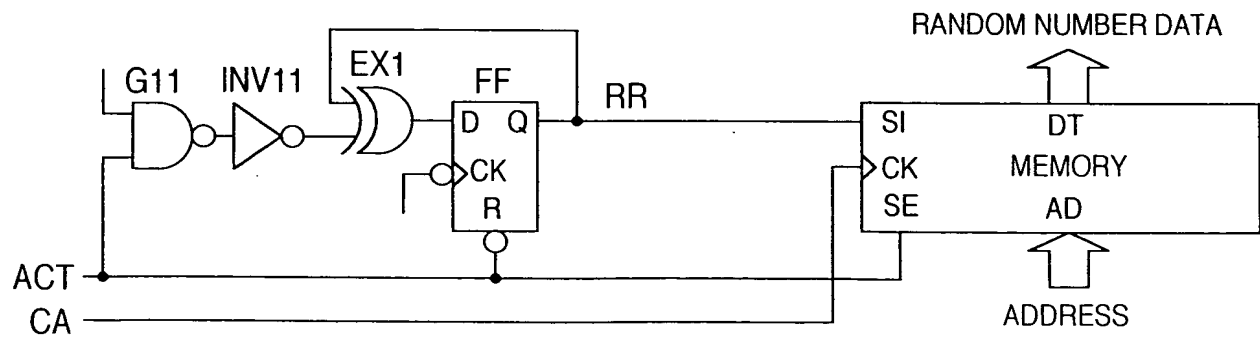 RANDOM NUMBER DATA
G11 INV11 EX1 FF RR
D Q SI DT
CK CK MEMORY
R SE AD
ACT
CA ADDRESS